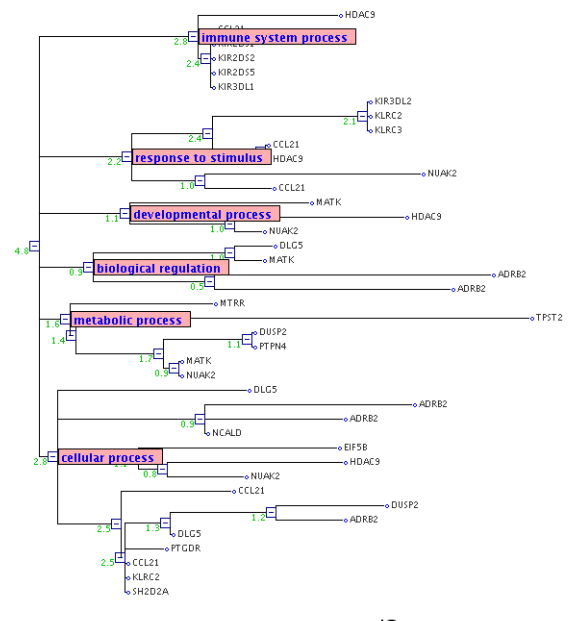 HDAC9
CCL21
immune system process
2.8
KIR2DS1
2.4
KIR2DS2
KIR2DS5
KIR3DL1
KIR3DL2
2.1
KLRC2
2.4
KLRC3
CCL21
2.2
response to stimulus
HDAC9
NUAK2
1.0
CCL21
MATK
1.1
developmental process
HDAC9
1.0
NUAK2
4.8
DLG5
1.0
MATK
0.9
biological regulation
ADRB2
0.5
ADRB2
MTRR
1.6
metabolic process
TPST2
1.4
DUSP2
1.1
PTPN4
1.7
MATK
0.9
NUAK2
DLG5
ADRB2
0.9
ADRB2
NCALD
EIF5B
2.8
cellular process
HDAC9
0.8
NUAK2
CCL21
DUSP2
1.2
2.5
1.3
ADRB2
DLG5
PTGDR
2.5
CCL21
KLRC2
SH2D2A